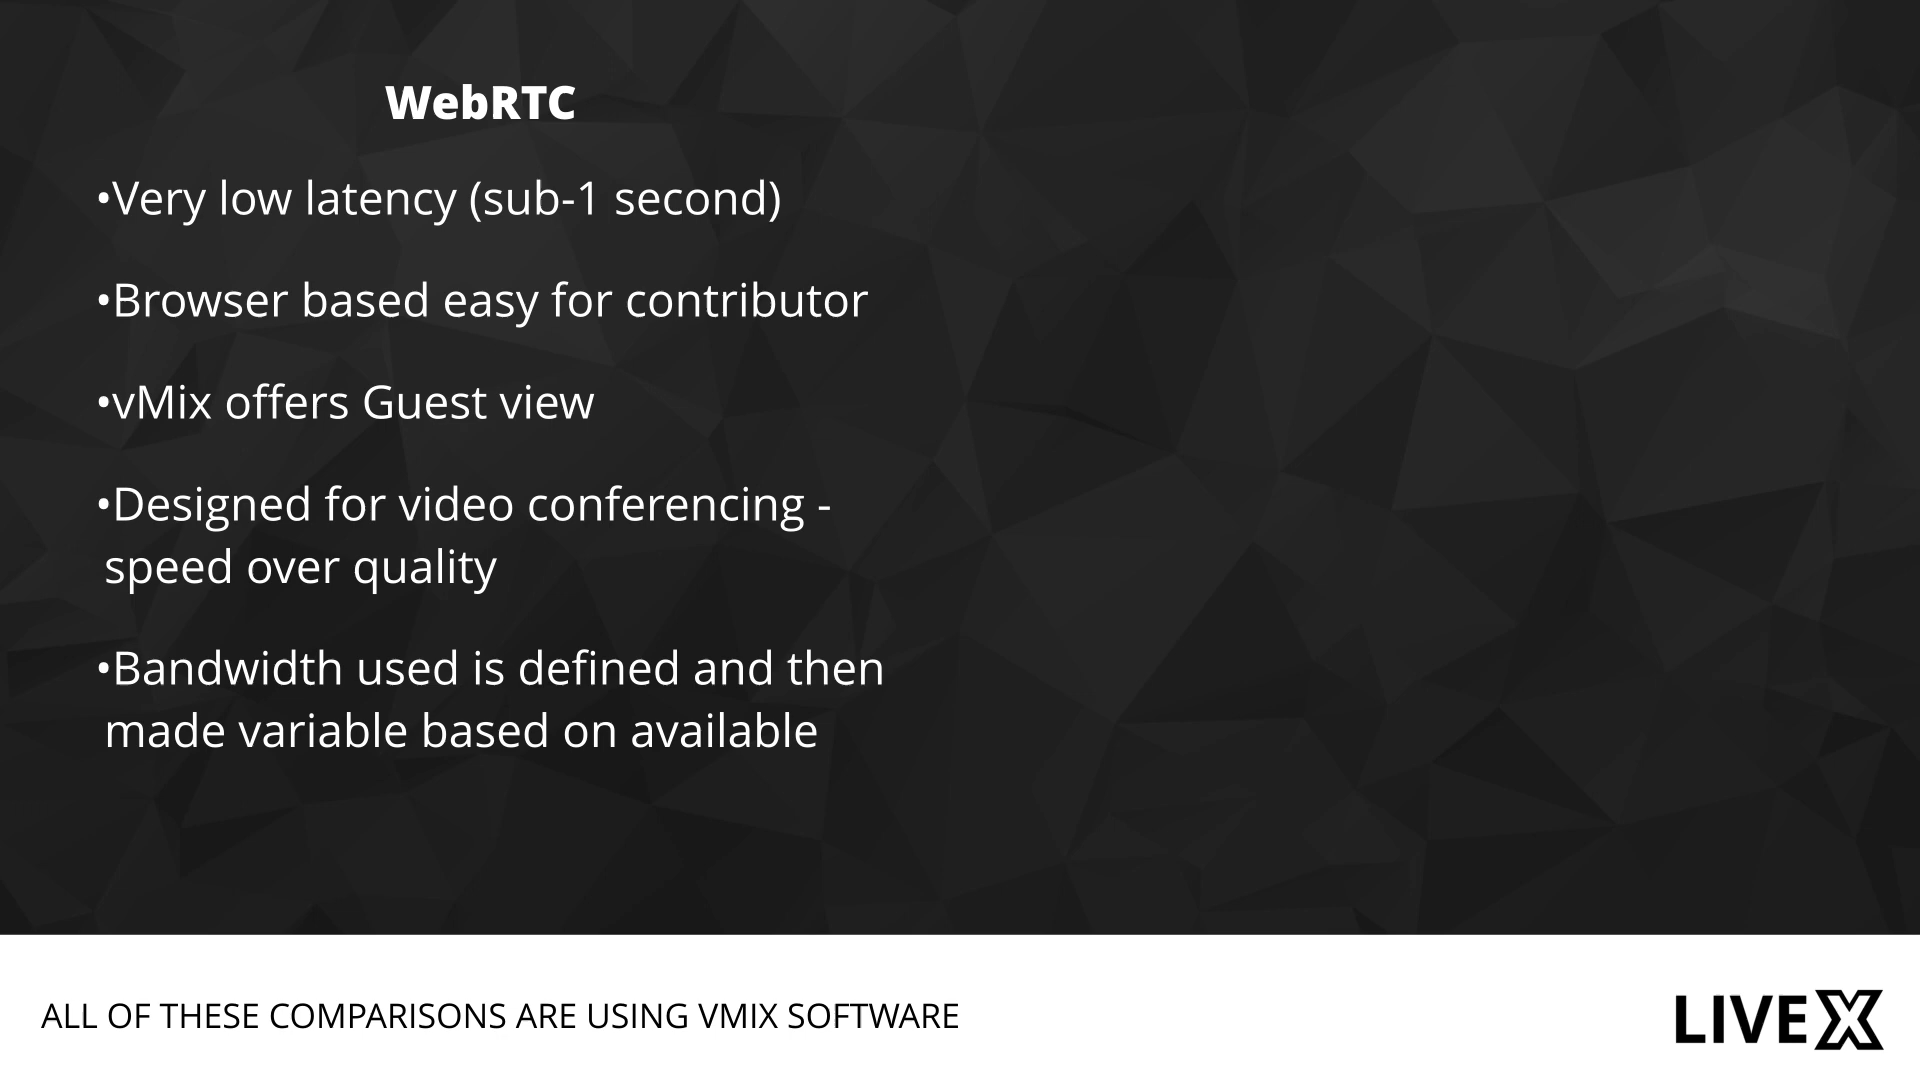 WebRTC
•Very low latency (sub-1 second)
•Browser based easy for contributor
•vMix offers Guest view
•Designed for video conferencing -
speed over quality
•Bandwidth used is defined and then
made variable based on available
ALL OF THESE COMPARISONS ARE USING VMIX SOFTWARE
LIVEX